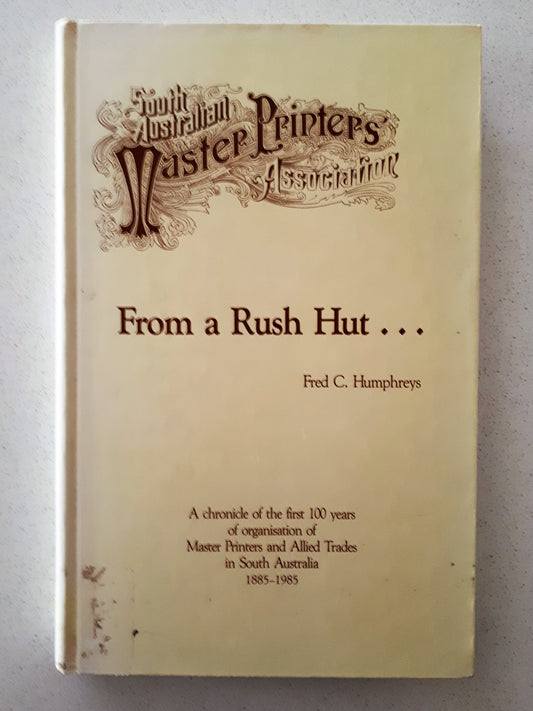 South
Australian
Master Printers'
Association
From a Rush Hut . . .
Fred C. Humphreys
A chronicle of the first 100 years
of organisation of
Master Printers and Allied Trades
in South Australia
1885–1985